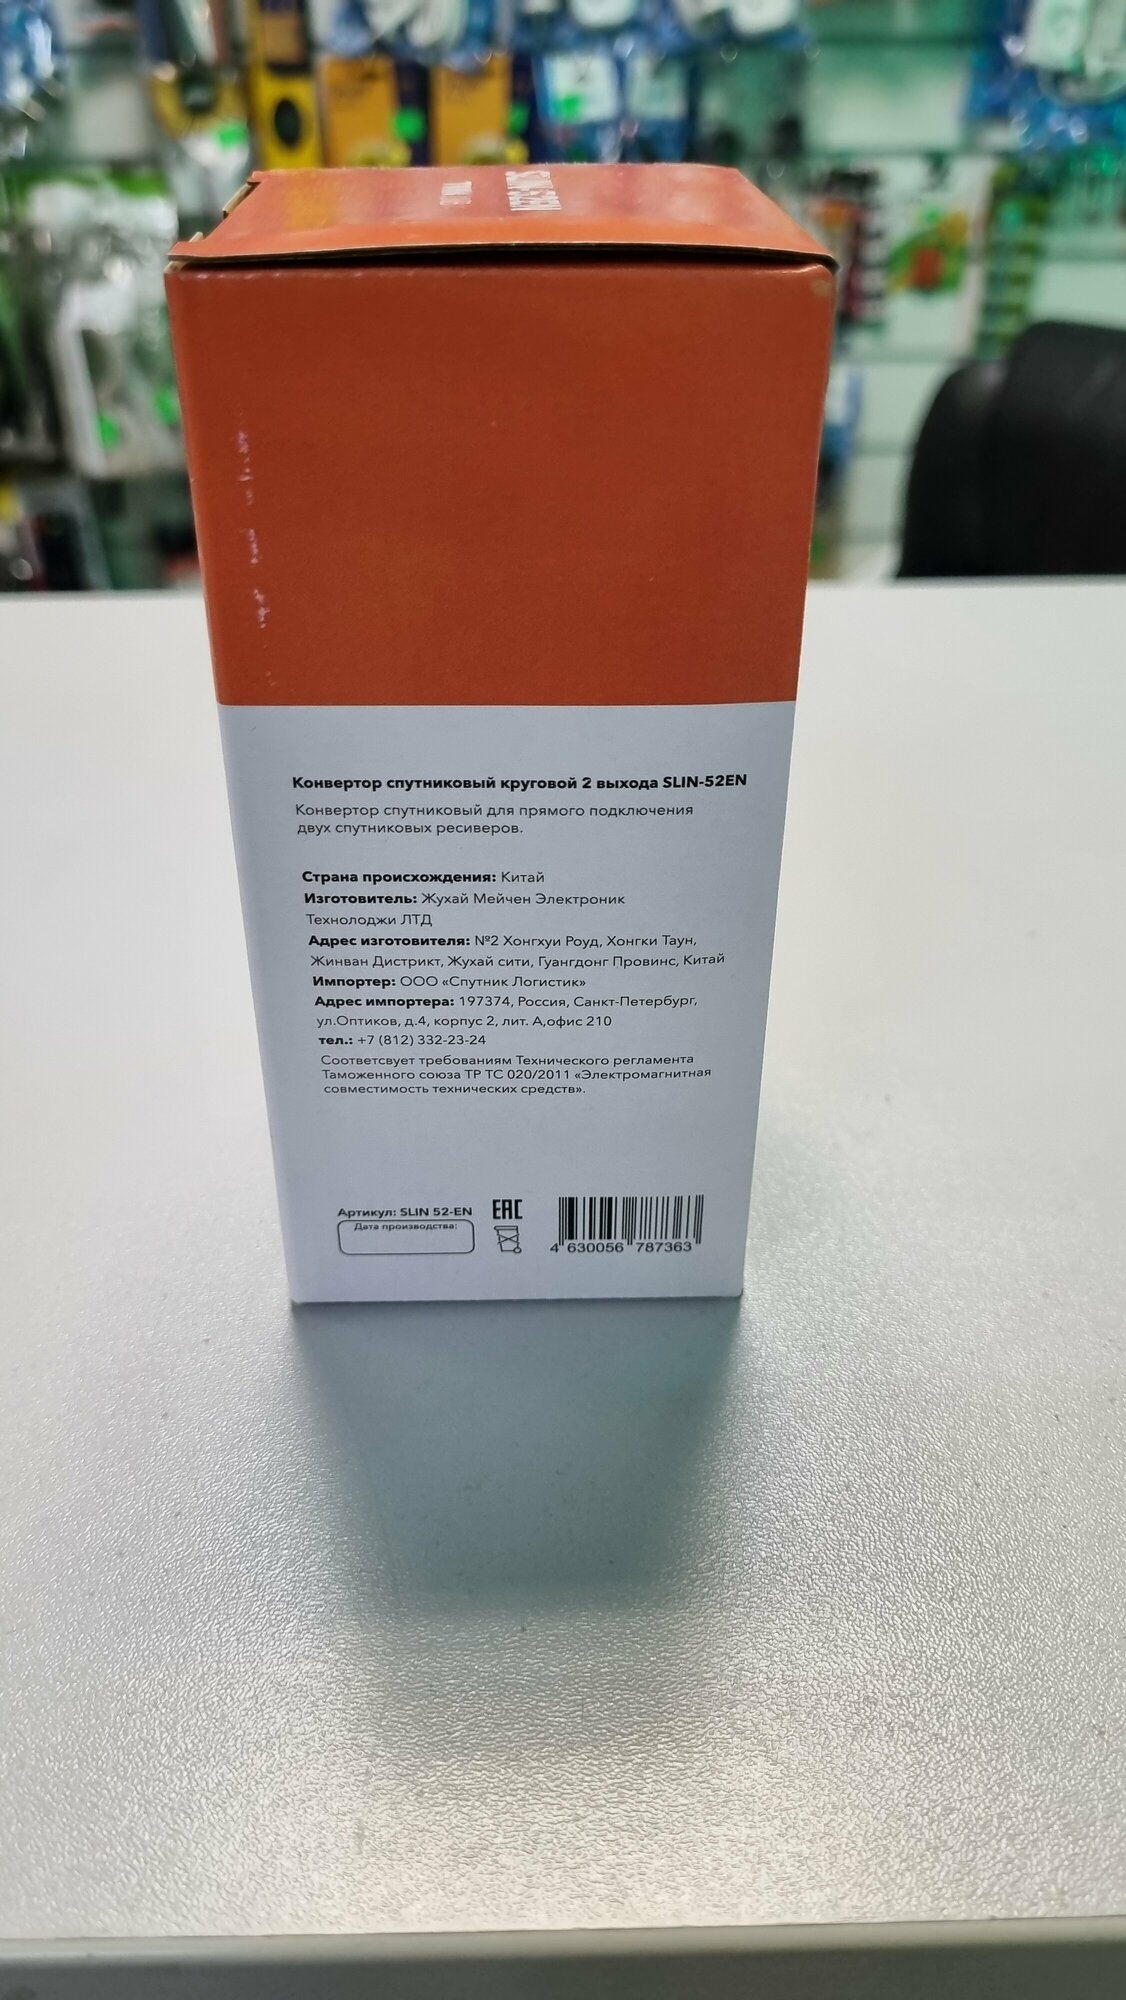 Конвертор спутниковый круговой 2 выхода SLIN-52EN
Конвертор спутниковый для прямого подключения
двух спутниковых ресиверов.
Страна происхождения: Китай
Изготовитель: Жухай Мейчен Электроник
Технолоджи ЛТД
Адрес изготовителя: №2 Хонгхуи Роуд, Хонгки Таун,
Жинван Дистрикт, Жухай сити, Гуангдонг Провинс, Китай
Импортер: ООО «Спутник Логистик»
Адрес импортера: 197374, Россия, Санкт-Петербург,
ул.Оптиков, д.4, корпус 2, лит. А,офис 210
тел.: +7 (812) 332-23-24
Соответсвует требованиям Технического регламента
Таможенного союза ТР ТС 020/2011 «Электромагнитная
совместимость технических средств».
Артикул: SLIN 52-EN
Дата производства:
EAC
4 630056 787363